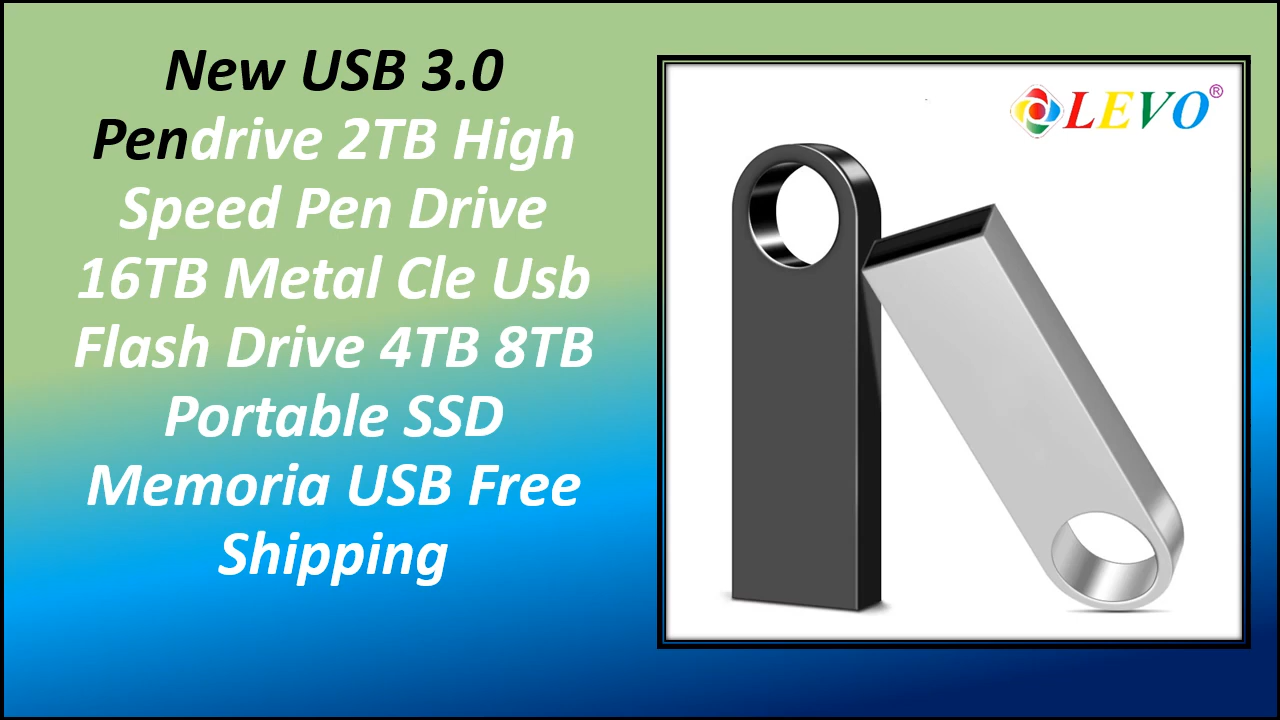 New USB 3.0
Pendrive 2TB High
Speed Pen Drive
16TB Metal Cle Usb
Flash Drive 4TB 8TB
Portable SSD
Memoria USB Free
Shipping
LEVO®